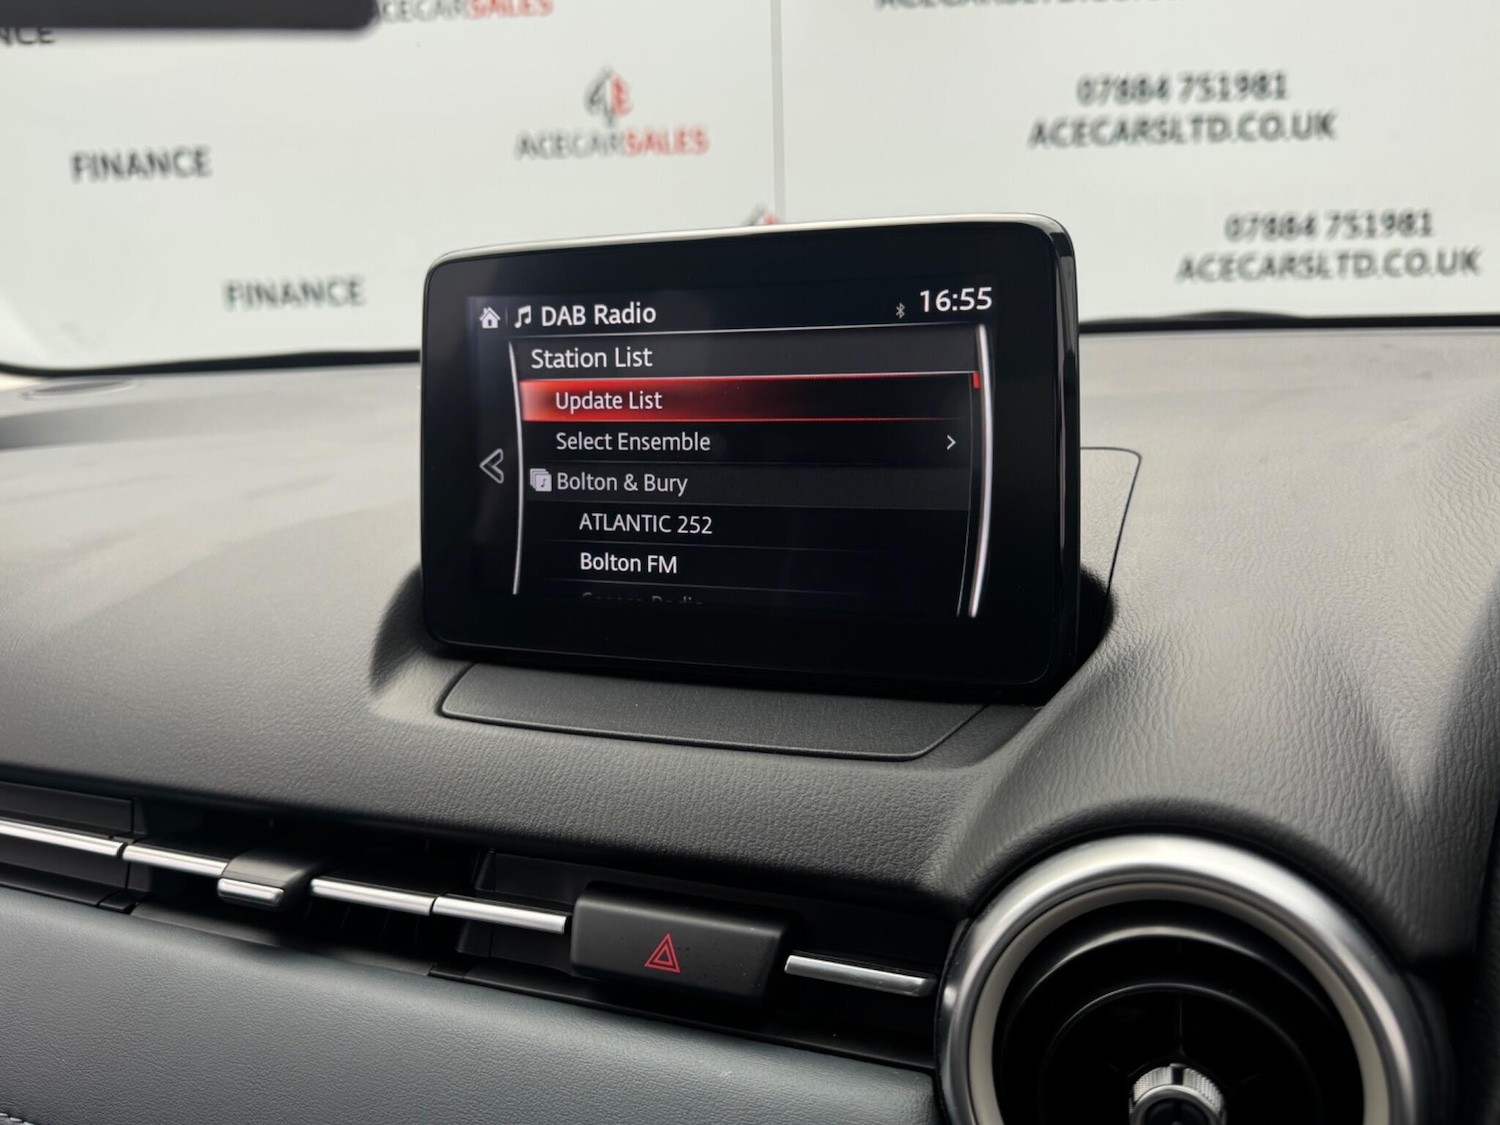 ACECARSALES
FINANCE
ACECARSALES
07884 751981
ACECARSLTD.CO.UK
07884 751981
ACECARSLTD.CO.UK
FINANCE
DAB Radio
16:55
Station List
Update List
Select Ensemble
Bolton & Bury
ATLANTIC 252
Bolton FM